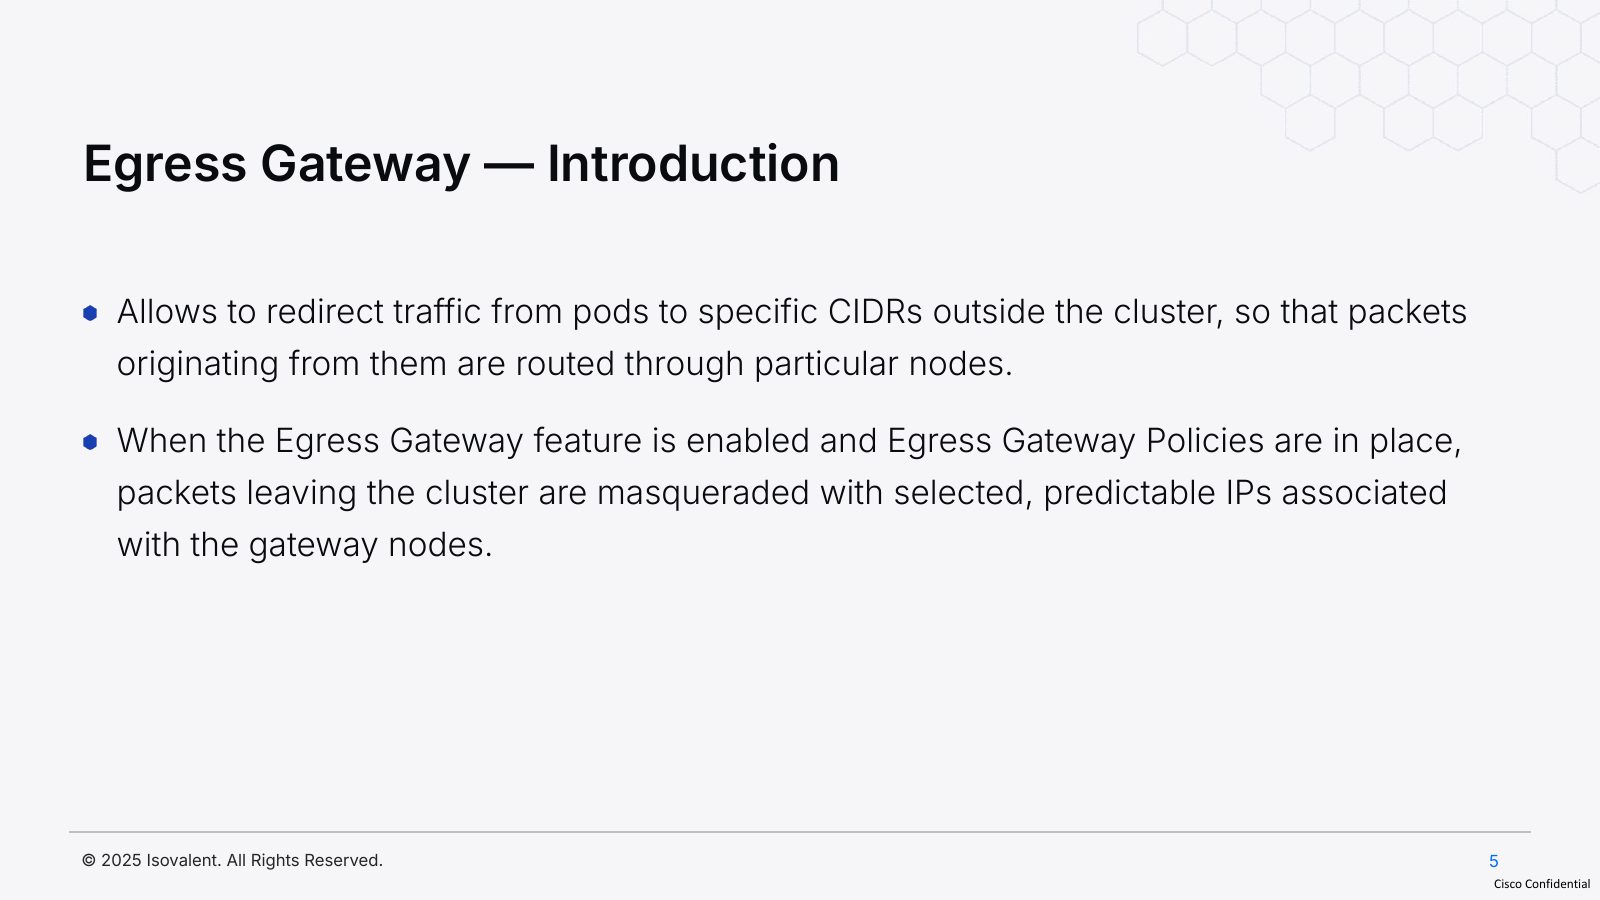 Egress Gateway — Introduction
Allows to redirect traffic from pods to specific CIDRs outside the cluster, so that packets
originating from them are routed through particular nodes.
When the Egress Gateway feature is enabled and Egress Gateway Policies are in place,
packets leaving the cluster are masqueraded with selected, predictable IPs associated
with the gateway nodes.
© 2025 Isovalent. All Rights Reserved.
5
Cisco Confidential